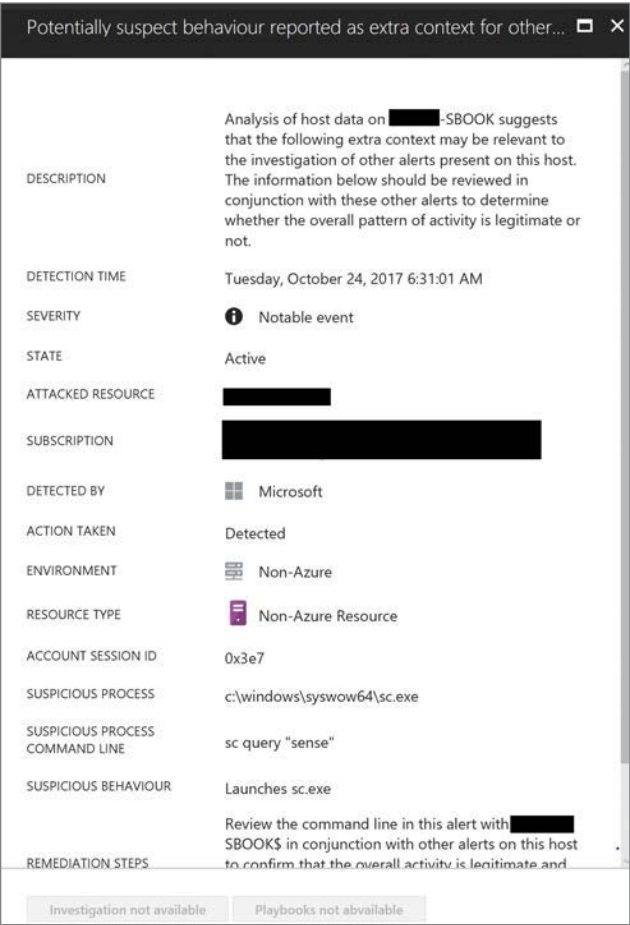 Potentially suspect behaviour reported as extra context for other...
DESCRIPTION
Analysis of host data on -SBOOK suggests
that the following extra context may be relevant to
the investigation of other alerts present on this host.
The information below should be reviewed in
conjunction with these other alerts to determine
whether the overall pattern of activity is legitimate or
not.
DETECTION TIME
Tuesday, October 24, 2017 6:31:01 AM
SEVERITY
Notable event
STATE
Active
ATTACKED RESOURCE
SUBSCRIPTION
DETECTED BY
Microsoft
ACTION TAKEN
Detected
ENVIRONMENT
Non-Azure
RESOURCE TYPE
Non-Azure Resource
ACCOUNT SESSION ID
0x3e7
SUSPICIOUS PROCESS
c:\windows\syswow64\sc.exe
SUSPICIOUS PROCESS
COMMAND LINE
sc query "sense"
SUSPICIOUS BEHAVIOUR
Launches sc.exe
REMEDIATION STEPS
Review the command line in this alert with
SBOOK$ in conjunction with other alerts on this host
to confirm that the overall activity is legitimate and
Investigation not available
Playbooks not abvailable